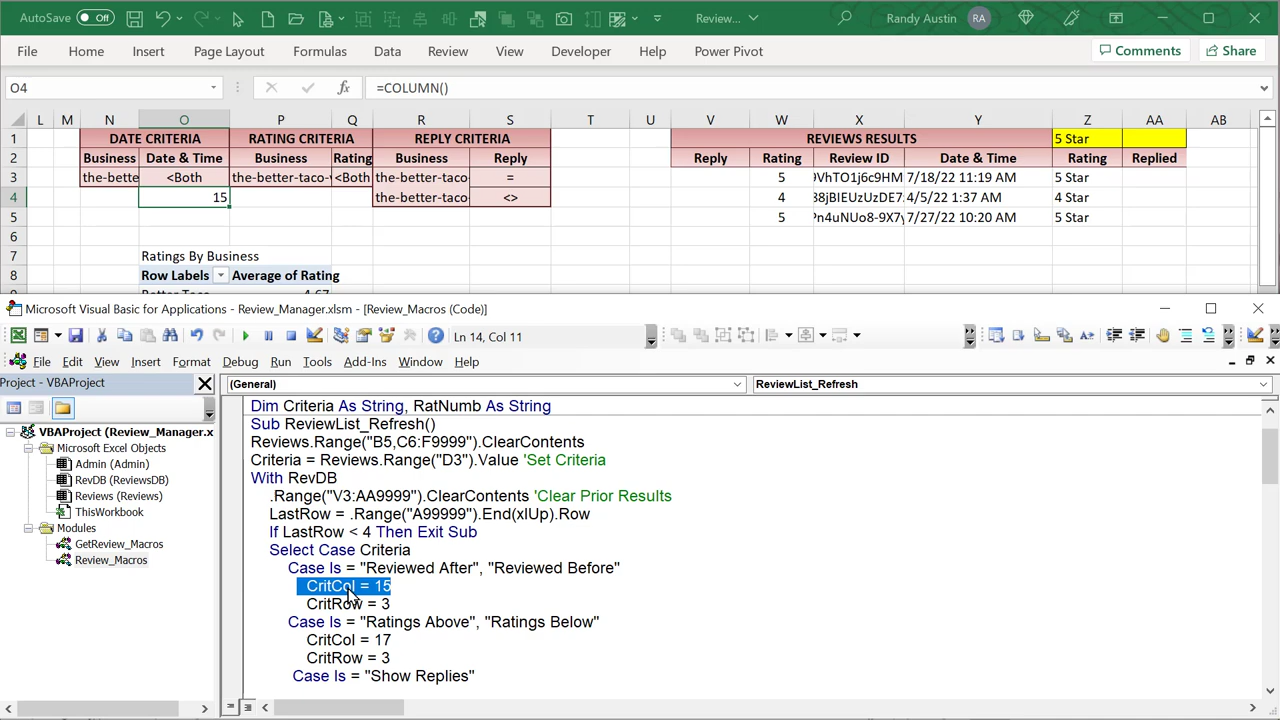 AutoSave Off Review... Randy Austin RA
File Home Insert Page Layout Formulas Data Review View Developer Help Power Pivot Comments Share
O4 fx =COLUMN()
L M N O P Q R S T U V W X Y Z AA AB
1 DATE CRITERIA RATING CRITERIA REPLY CRITERIA REVIEWS RESULTS 5 Star
2 Business Date & Time Business Rating Business Reply Reply Rating Review ID Date & Time Rating Replied
3 the-bette <Both the-better-taco- <Both the-better-taco- = 5 VhTO1j6c9HM 7/18/22 11:19 AM 5 Star
4 15 the-better-taco- <> 4 38jBIEUzUzDE7 4/5/22 1:37 AM 4 Star
5 5 Pn4uNUo8-9X7y 7/27/22 10:20 AM 5 Star
6
7 Ratings By Business
8 Row Labels Average of Rating
Microsoft Visual Basic for Applications - Review_Manager.xlsm - [Review_Macros (Code)]
Ln 14, Col 11
File Edit View Insert Format Debug Run Tools Add-Ins Window Help
Project - VBAProject
(General) ReviewList_Refresh
VBAProject (Review_Manager.x
Microsoft Excel Objects
Admin (Admin)
RevDB (ReviewsDB)
Reviews (Reviews)
ThisWorkbook
Modules
GetReview_Macros
Review_Macros
Dim Criteria As String, RatNumb As String
Sub ReviewList_Refresh()
Reviews.Range("B5,C6:F9999").ClearContents
Criteria = Reviews.Range("D3").Value 'Set Criteria
With RevDB
.Range("V3:AA9999").ClearContents 'Clear Prior Results
LastRow = .Range("A99999").End(xlUp).Row
If LastRow < 4 Then Exit Sub
Select Case Criteria
Case Is = "Reviewed After", "Reviewed Before"
CritCol = 15
CritRow = 3
Case Is = "Ratings Above", "Ratings Below"
CritCol = 17
CritRow = 3
Case Is = "Show Replies"